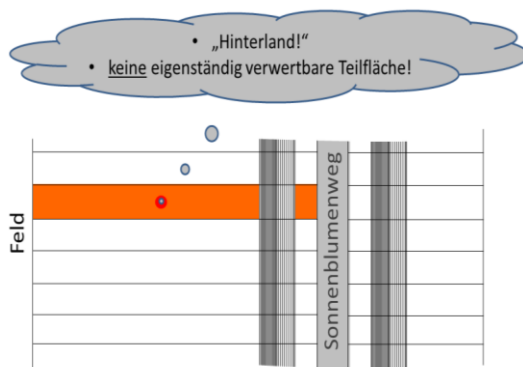 • „Hinterland!“
• keine eigenständig verwertbare Teilfläche!
Feld
Sonnenblumenweg